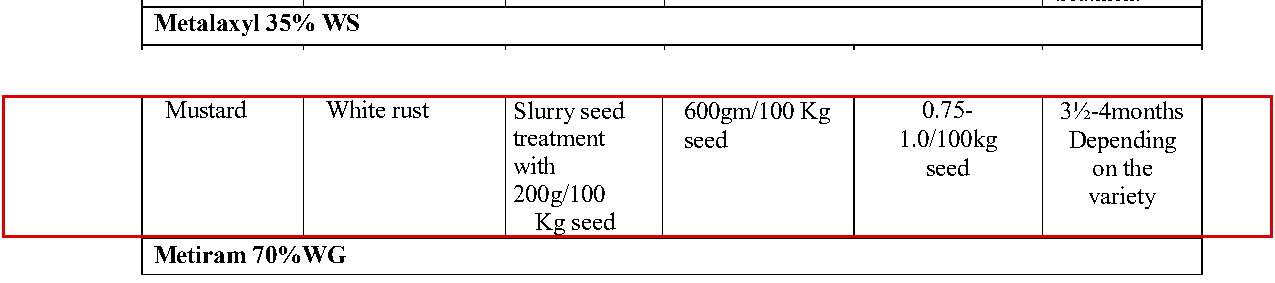 Metalaxyl 35% WS
Mustard
White rust
Slurry seed
treatment
with
200g/100
Kg seed
600gm/100 Kg
seed
0.75-
1.0/100kg
seed
3½-4months
Depending
on the
variety
Metiram 70%WG